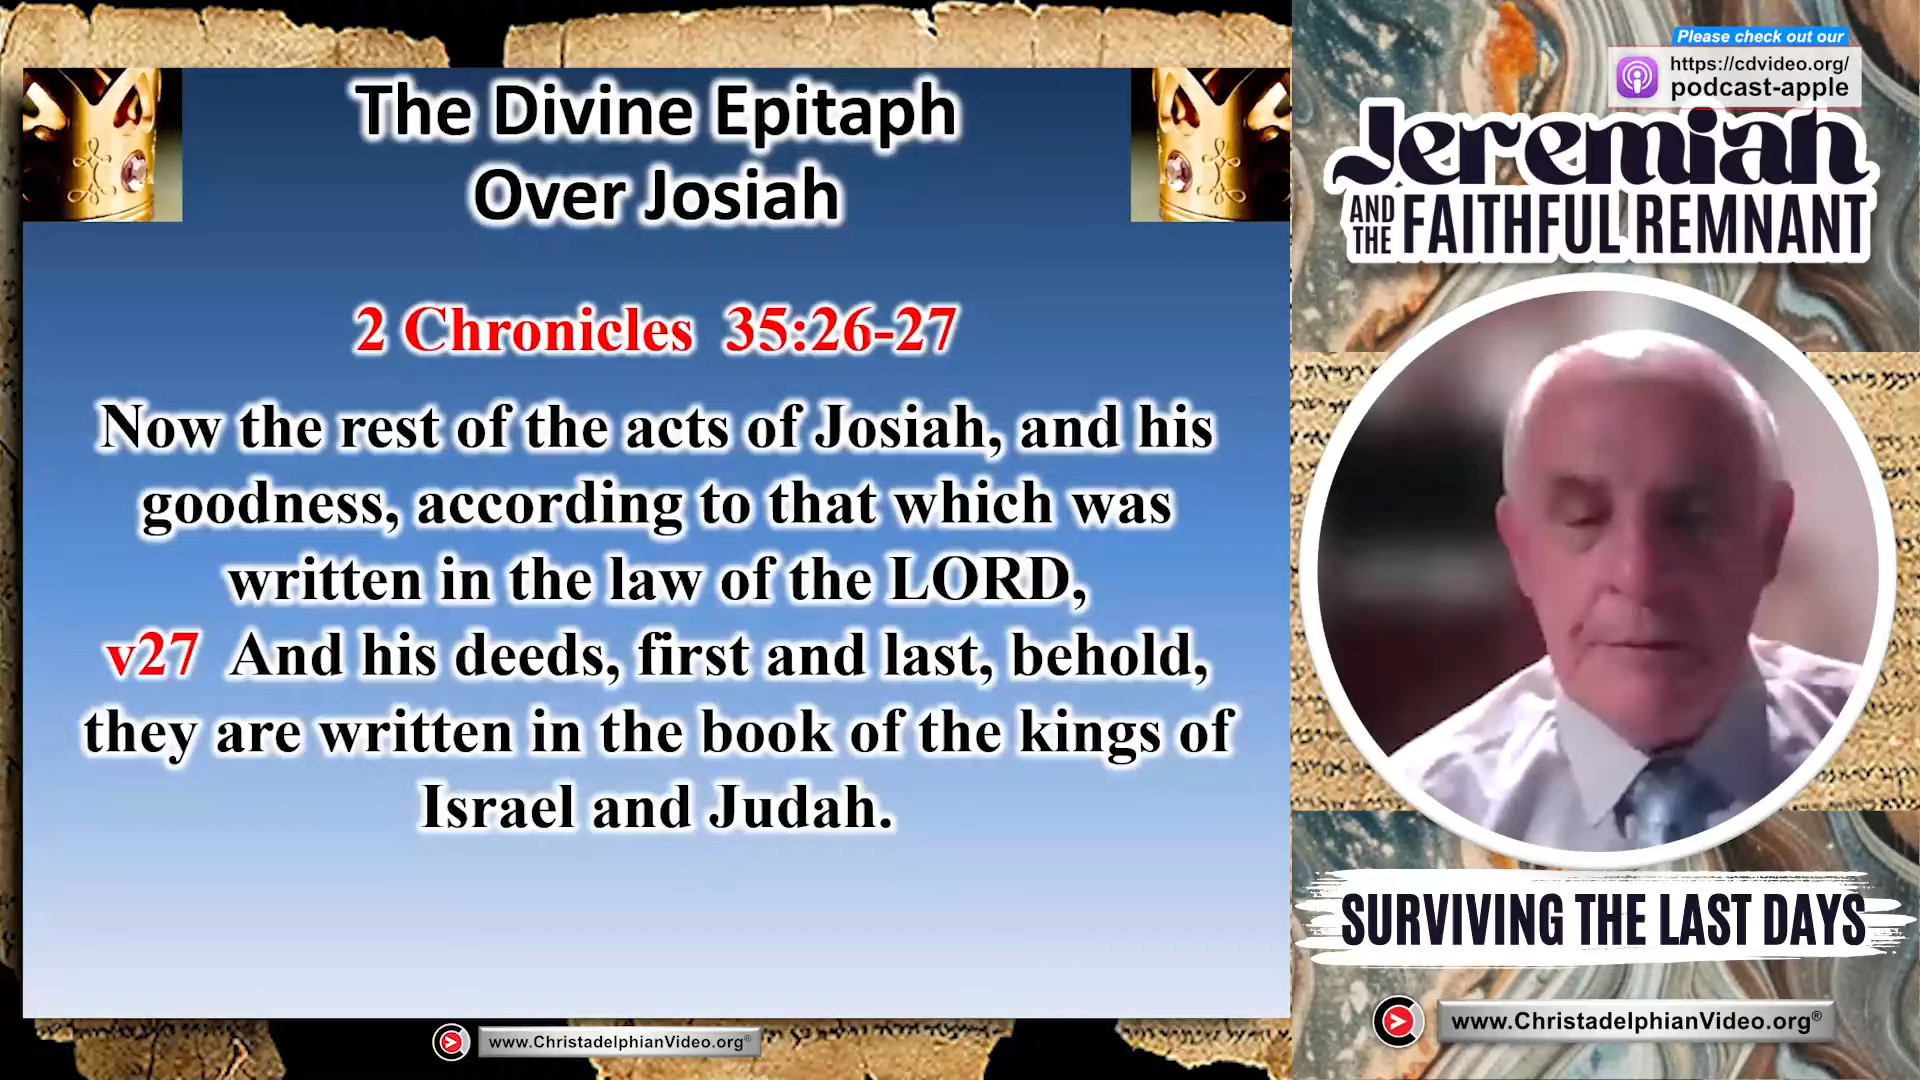 The Divine Epitaph
Over Josiah
2 Chronicles 35:26-27
Now the rest of the acts of Josiah, and his
goodness, according to that which was
written in the law of the LORD,
v27 And his deeds, first and last, behold,
they are written in the book of the kings of
Israel and Judah.
www.ChristadelphianVideo.org®
Please check out our
https://cdvideo.org/
podcast-apple
Jeremiah
AND THE FAITHFUL REMNANT
SURVIVING THE LAST DAYS
www.ChristadelphianVideo.org®